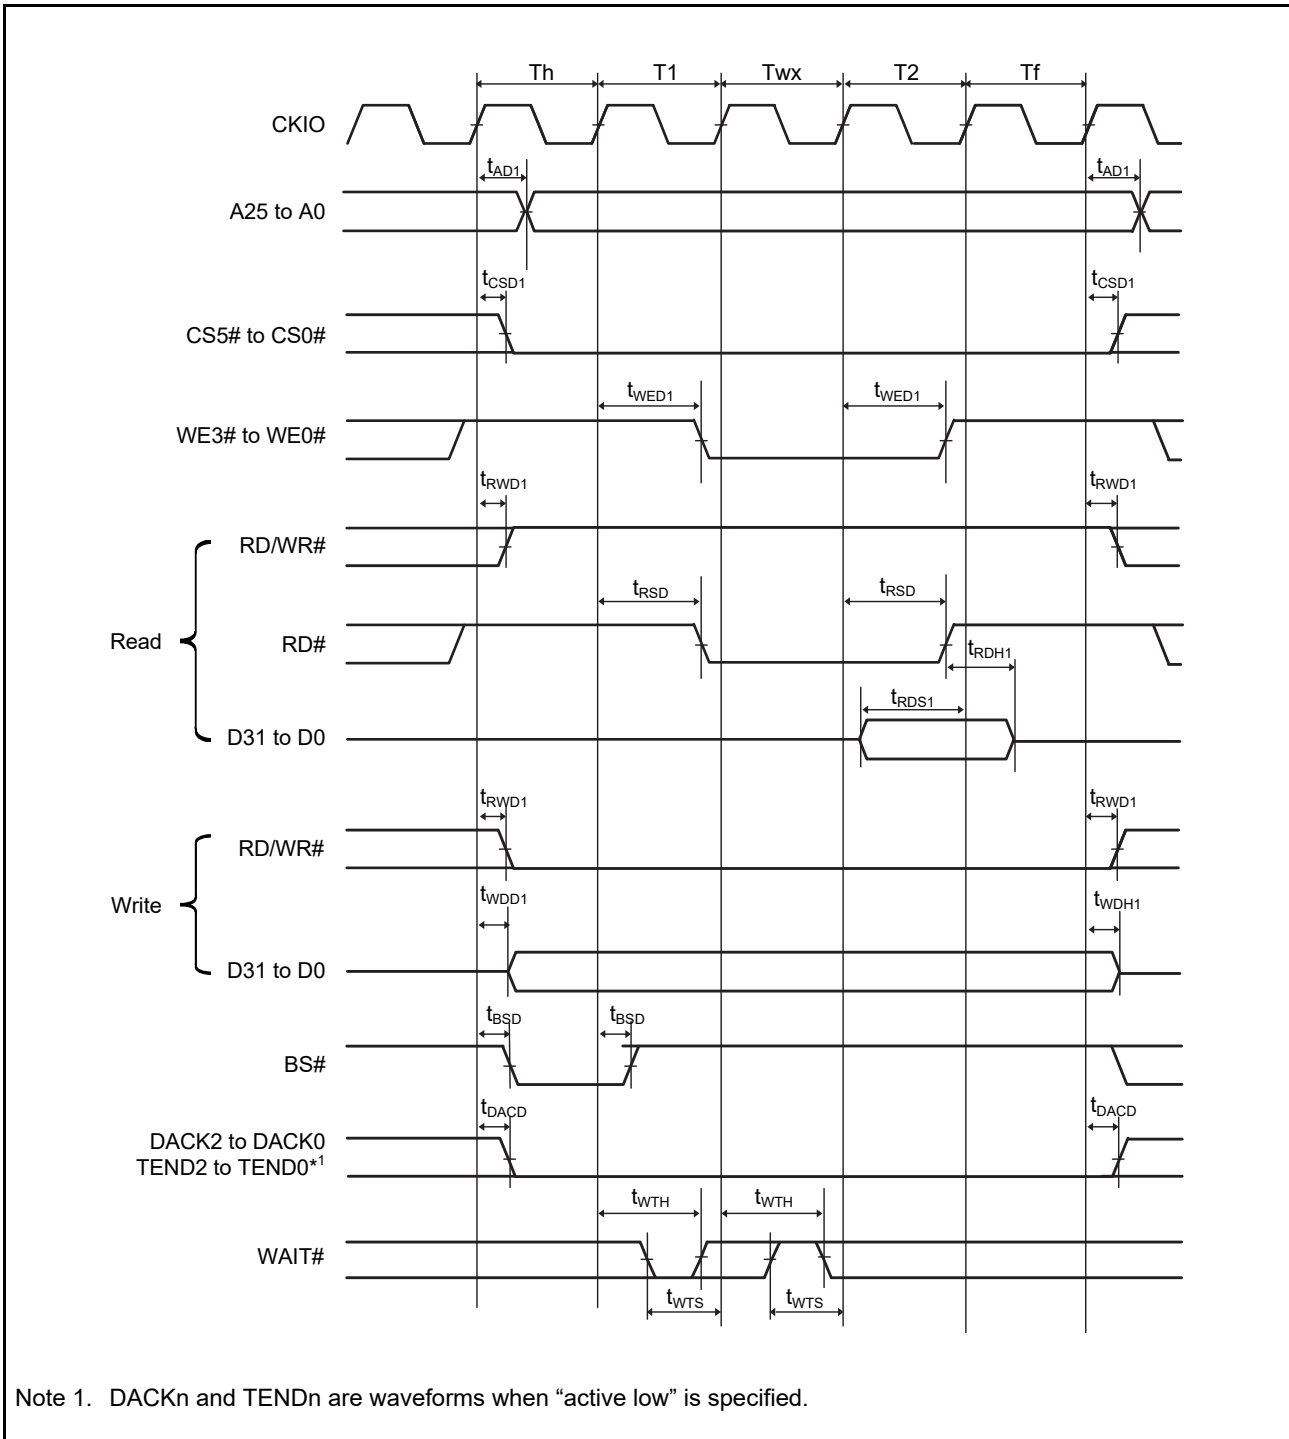 Th T1 Twx T2 Tf
CKIO
tAD1 tAD1
A25 to A0
tCSD1 tCSD1
CS5# to CS0#
tWED1 tWED1
WE3# to WE0#
tRWD1 tRWD1
RD/WR#
tRSD tRSD
Read RD#
tRDH1
tRDS1
D31 to D0
tRWD1 tRWD1
RD/WR#
tWDD1 tWDH1
Write
D31 to D0
tBSD tBSD
BS#
tDACD tDACD
DACK2 to DACK0
TEND2 to TEND0*1
tWTH tWTH
WAIT#
tWTS tWTS
Note 1. DACKn and TENDn are waveforms when “active low” is specified.